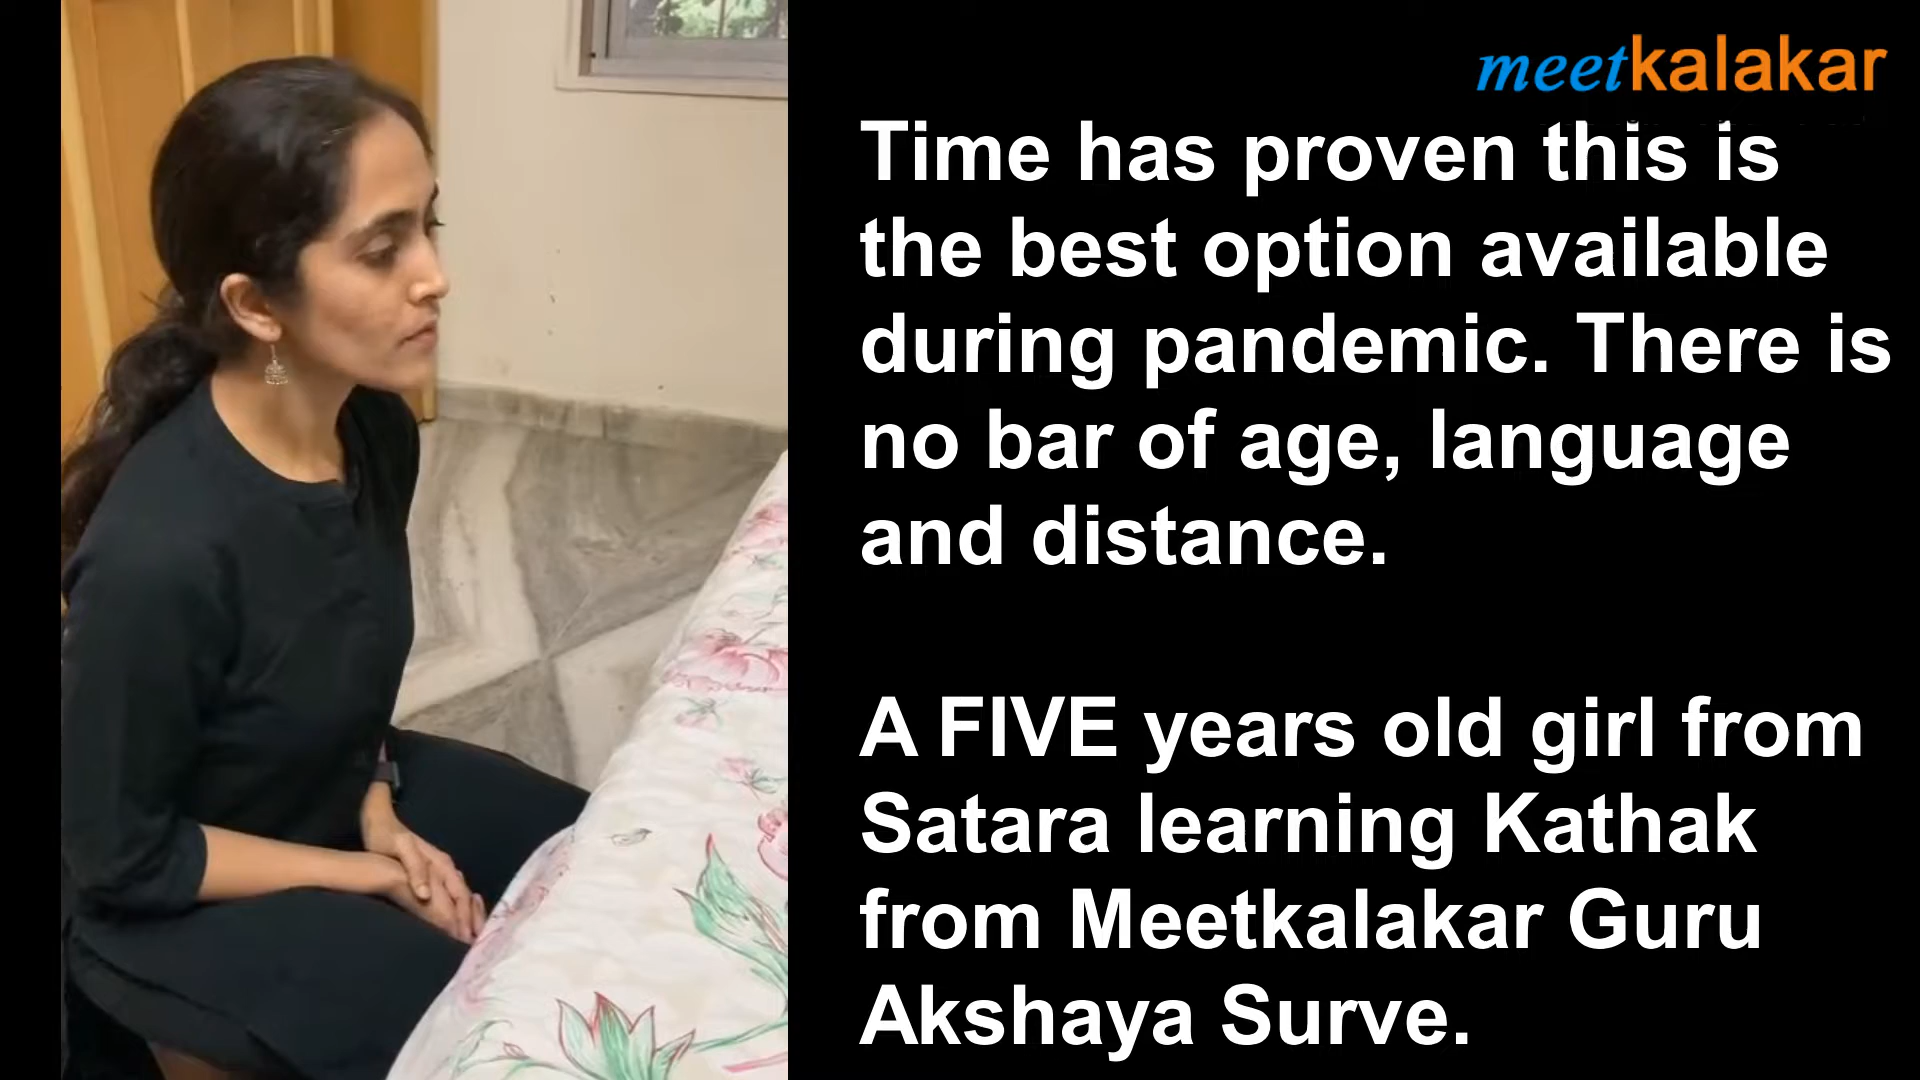 meetkalakar
Time has proven this is
the best option available
during pandemic. There is
no bar of age, language
and distance.
A FIVE years old girl from
Satara learning Kathak
from Meetkalakar Guru
Akshaya Surve.